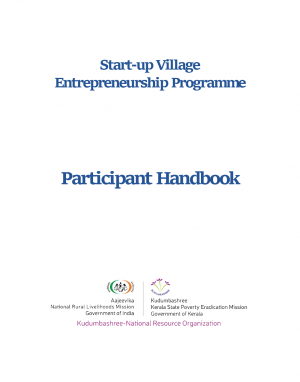 Start-up Village
Entrepreneurship Programme
Participant Handbook
Aajeevika
National Rural Livelihoods Mission
Government of India
Kudumbashree
Kerala State Poverty Eradication Mission
Government of Kerala
Kudumbashree-National Resource Organization